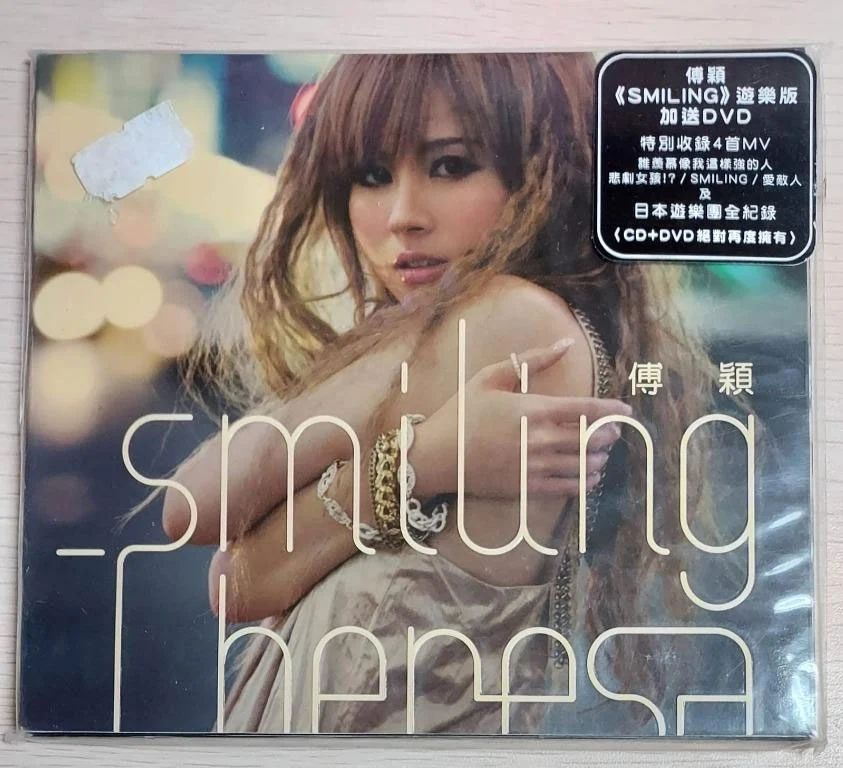 傅穎
《SMILING》遊樂版
加送DVD
特別收錄4首MV
誰羨慕像我這樣強的人
悲劇女孩!? / SMILING / 愛敵人
及
日本遊樂團全紀錄
〈CD+DVD絕對再度擁有〉
傅 穎
smiling
Theresa